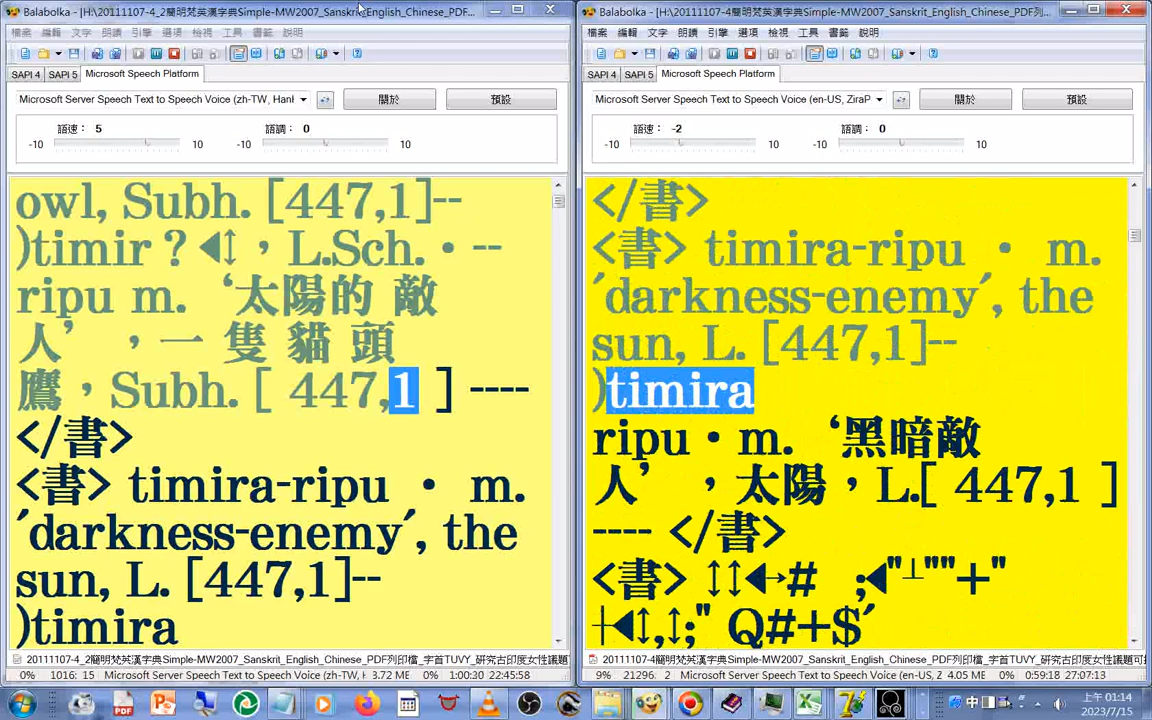 Balabolka - [H:\20111107-4_2簡明梵英漢字典Simple-MW2007_Sanskrit_English_Chinese_PDF...
檔案 編輯 文字 朗讀 引擎 選項 檢視 工具 書籤 說明
SAPI 4 SAPI 5 Microsoft Speech Platform
Microsoft Server Speech Text to Speech Voice (zh-TW, Hanl
關於 預設
語速： 5 語調： 0
-10 10 -10 10
owl, Subh. [447,1]--
)timir？◀↕，L.Sch.・--
ripu m.‘太陽的 敵
人’ ，一 隻 貓 頭
鷹，Subh. [ 447,1 ] ----
</書>
<書> timira-ripu ・ m.
´darkness-enemy´, the
sun, L. [447,1]--
)timira
20111107-4_2簡明梵英漢字典Simple-MW2007_Sanskrit_English_Chinese_PDF列印檔_字首TUVY_研究古印度女性議題
0% 1016: 15 Microsoft Server Speech Text to Speech Voice (zh-TW, H 3.72 MB 0% 1:00:30 22:45:58
Balabolka - [H:\20111107-4簡明梵英漢字典Simple-MW2007_Sanskrit_English_Chinese_PDF列...
檔案 編輯 文字 朗讀 引擎 選項 檢視 工具 書籤 說明
SAPI 4 SAPI 5 Microsoft Speech Platform
Microsoft Server Speech Text to Speech Voice (en-US, ZiraP
關於 預設
語速： -2 語調： 0
-10 10 -10 10
</書>
<書> timira-ripu ・ m.
´darkness-enemy´, the
sun, L. [447,1]--
)timira
ripu・m.‘黑暗敵
人’ ，太陽，L.[ 447,1 ]
---- </書>
<書> ↕↕◀↔# ;◀"┴""+"
┼◀↕,↕;" Q#+$´
20111107-4簡明梵英漢字典Simple-MW2007_Sanskrit_English_Chinese_PDF列印檔_字首TUVY_研究古印度女性議題可
9% 21296: 2 Microsoft Server Speech Text to Speech Voice (en-US, Z 4.05 MB 0% 0:59:18 27:07:13
中
上午 01:14
2023/7/15